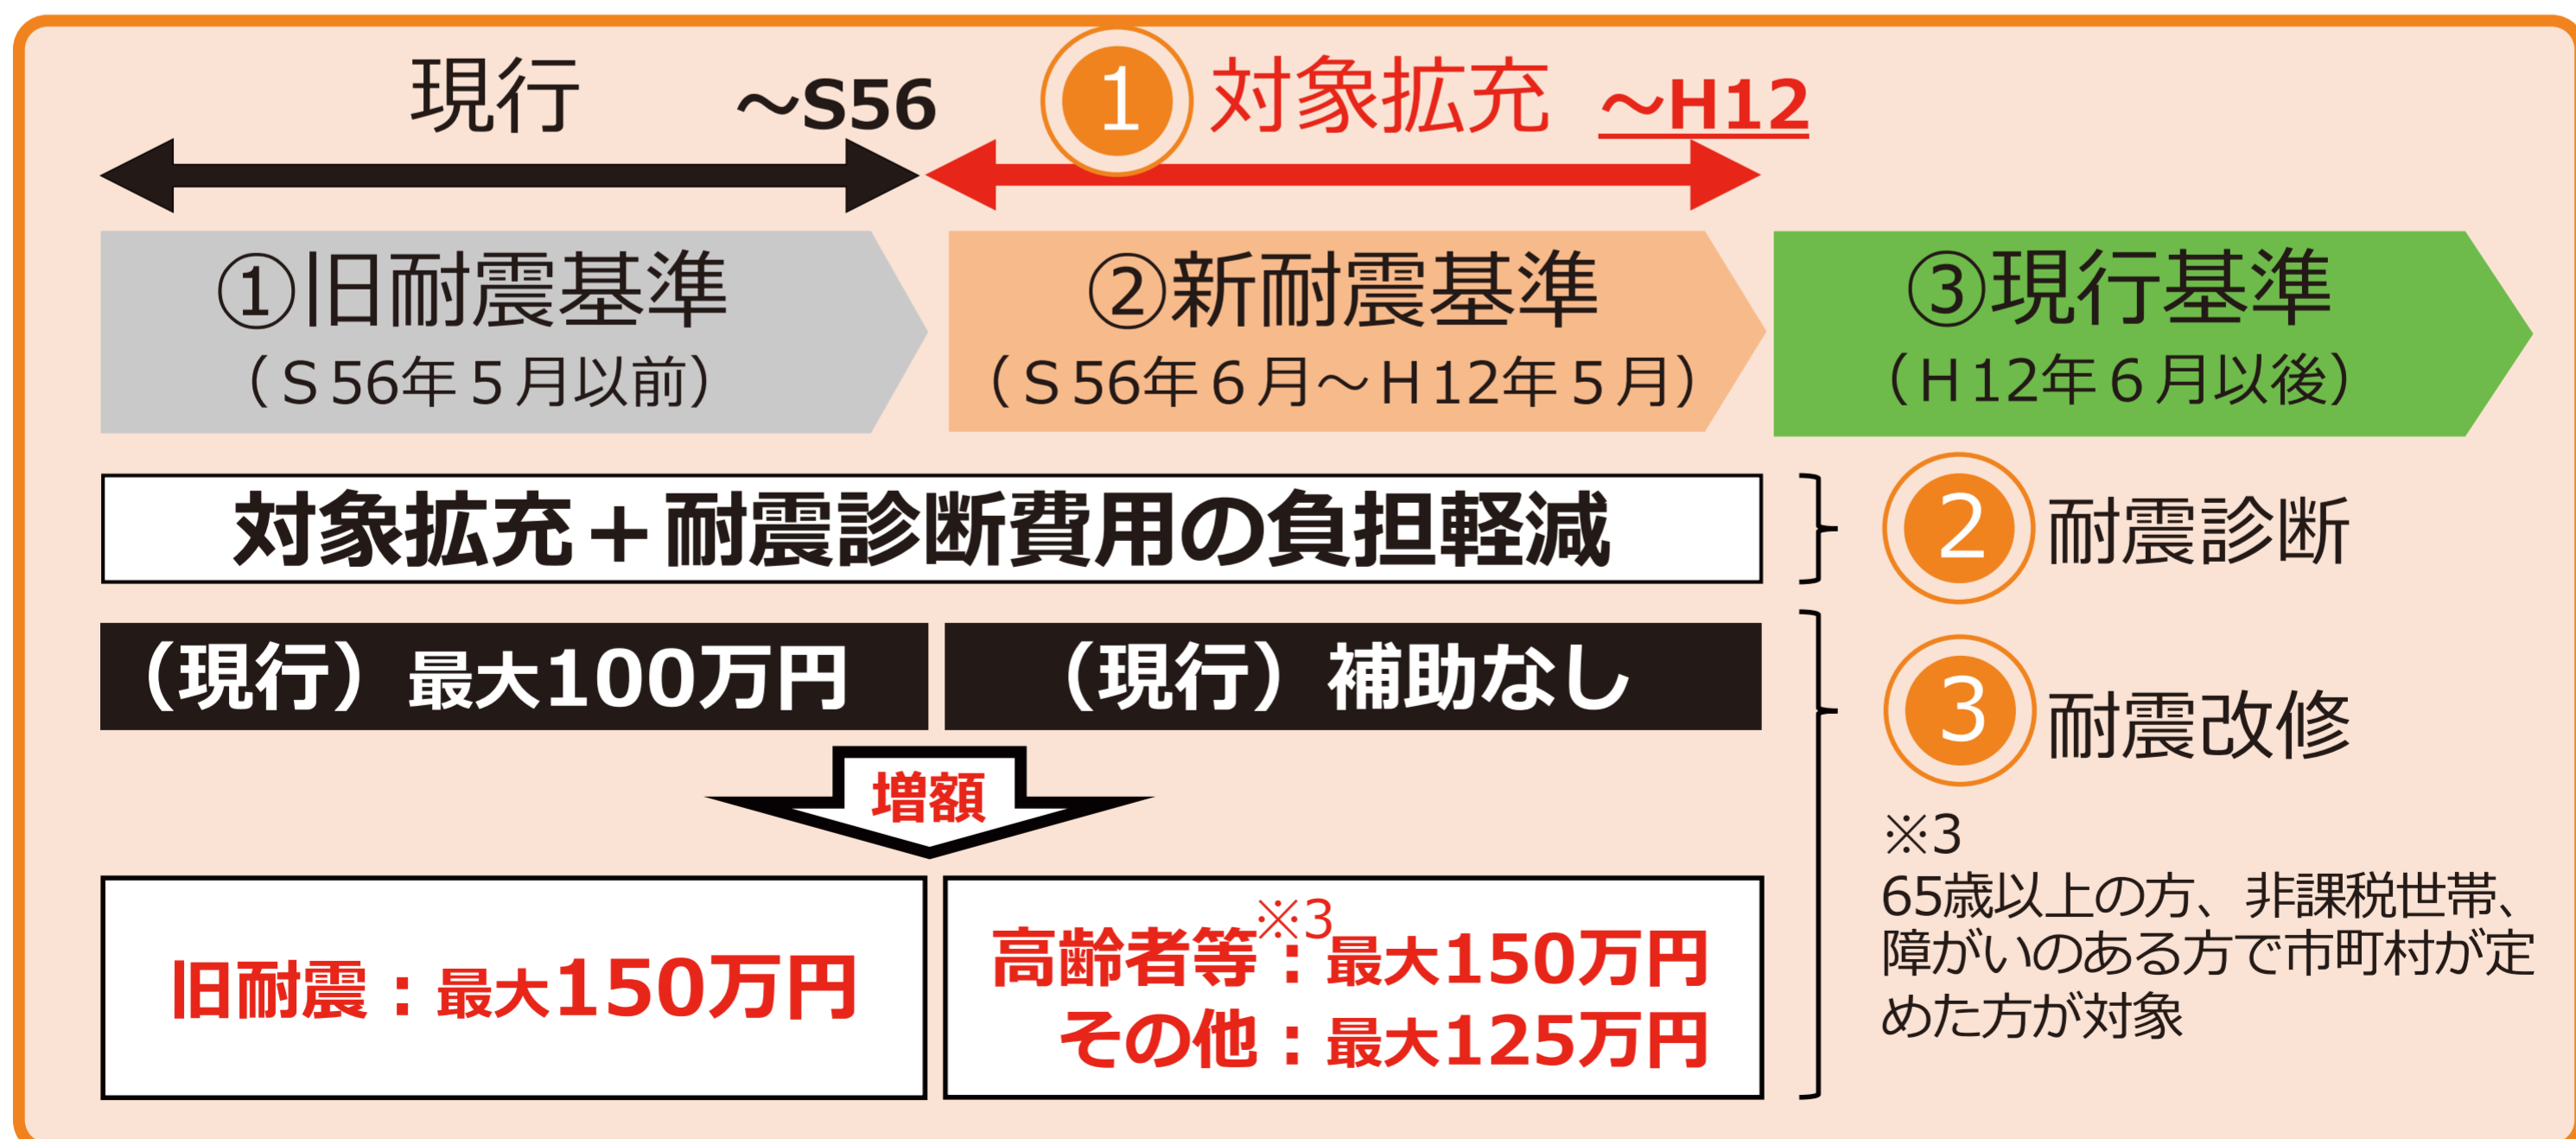 現行 ～S56
1 対象拡充 ～H12
①旧耐震基準
（Ｓ56年５月以前）
②新耐震基準
（Ｓ56年６月～Ｈ12年５月）
③現行基準
（Ｈ12年６月以後）
対象拡充＋耐震診断費用の負担軽減
2 耐震診断
（現行）最大100万円
（現行）補助なし
3 耐震改修
増額
旧耐震：最大150万円
高齢者等※3：最大150万円
その他：最大125万円
※3
65歳以上の方、非課税世帯、
障がいのある方で市町村が定
めた方が対象